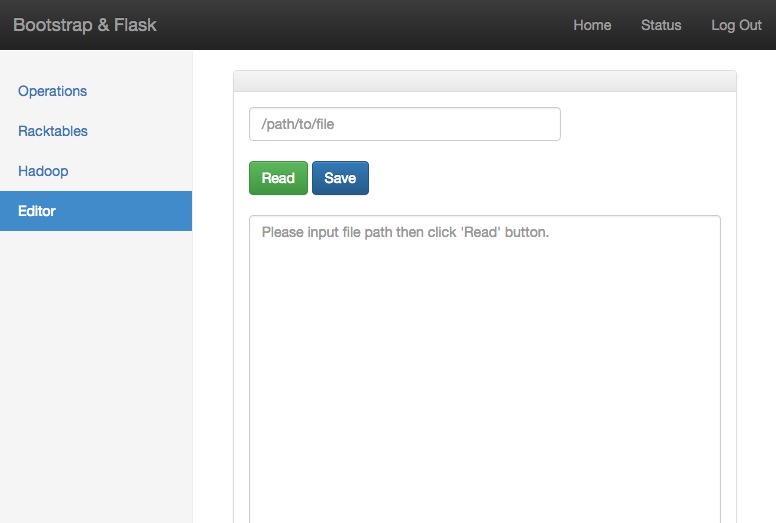 Bootstrap & Flask Home Status Log Out
Operations
Racktables
Hadoop
Editor
/path/to/file
Read Save
Please input file path then click 'Read' button.